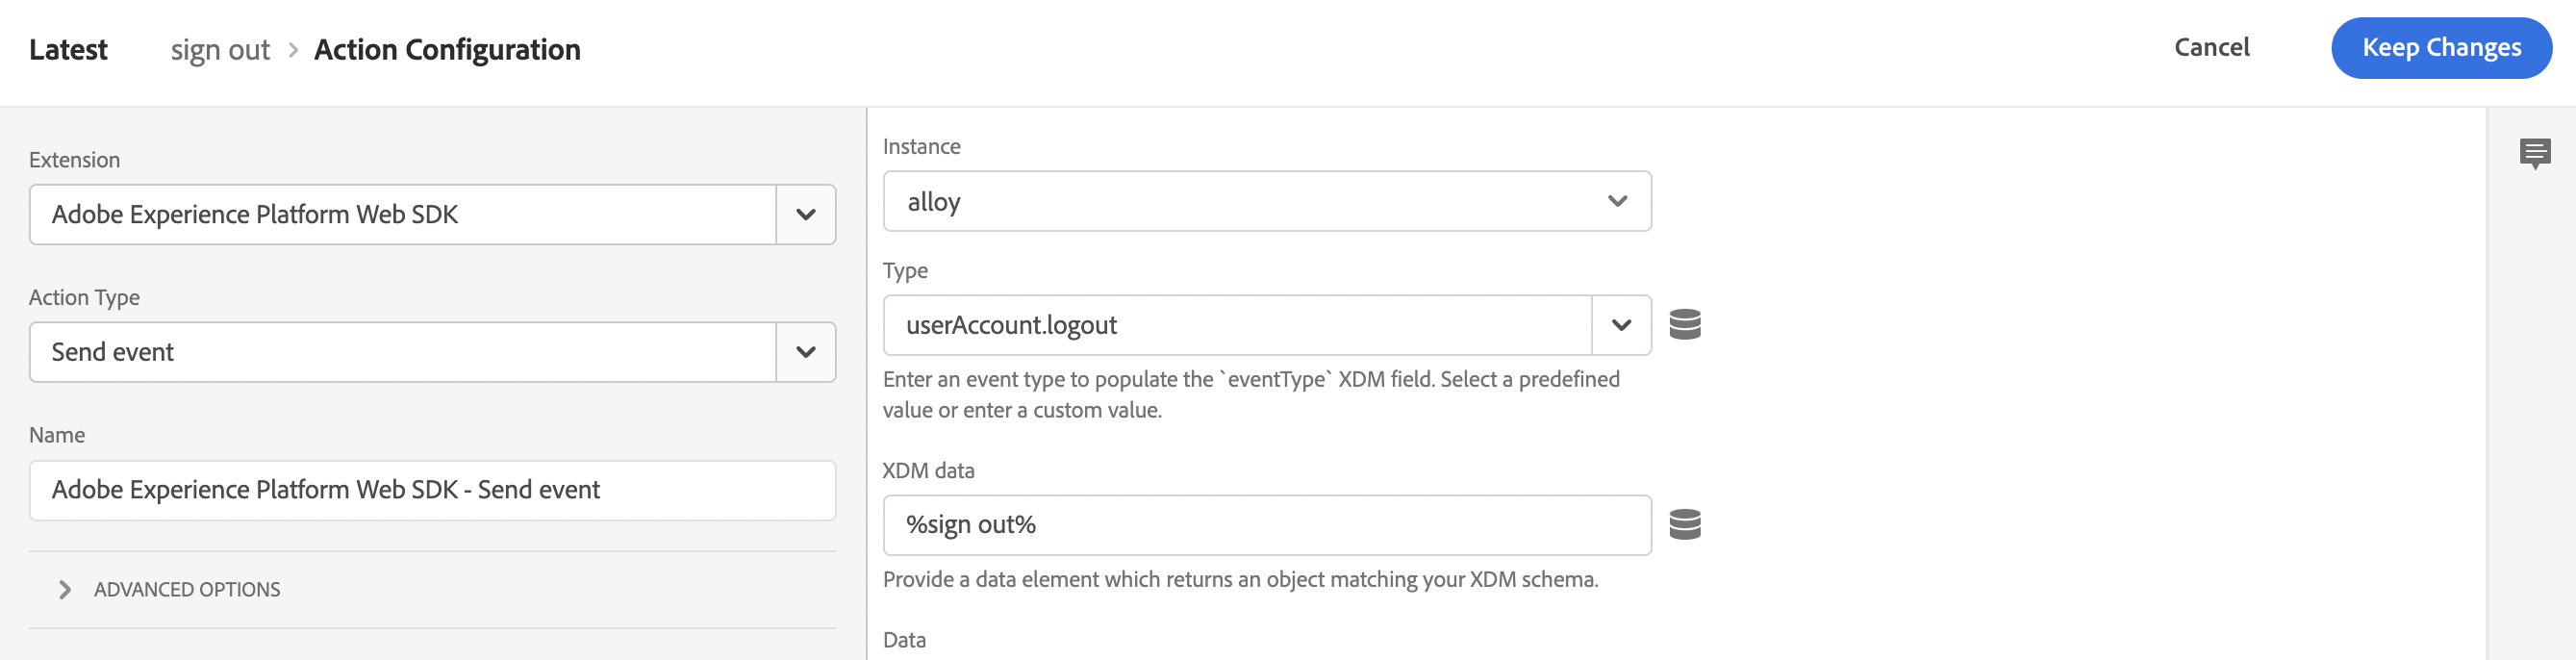 Latest sign out > Action Configuration Cancel Keep Changes
Extension
Adobe Experience Platform Web SDK
Action Type
Send event
Name
Adobe Experience Platform Web SDK - Send event
ADVANCED OPTIONS
Instance
alloy
Type
userAccount.logout
Enter an event type to populate the `eventType` XDM field. Select a predefined
value or enter a custom value.
XDM data
%sign out%
Provide a data element which returns an object matching your XDM schema.
Data